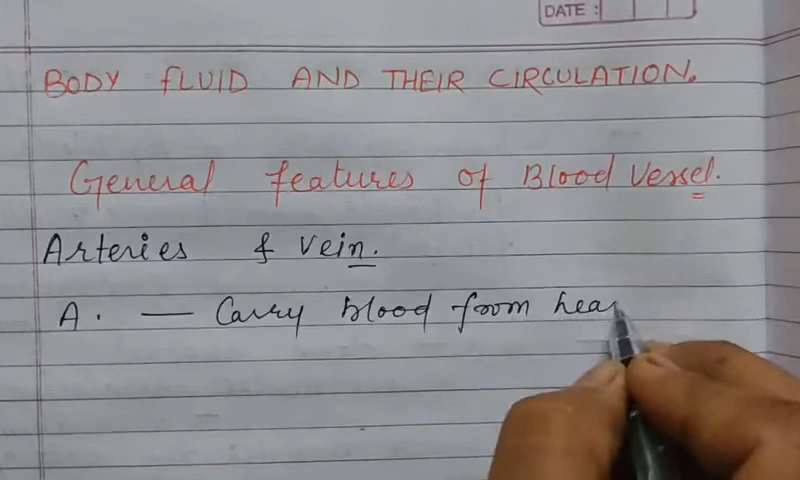 DATE :
BODY FLUID AND THEIR CIRCULATION.
General features of Blood Vessel.
Arteries & Vein.
A. — Carry blood from hear